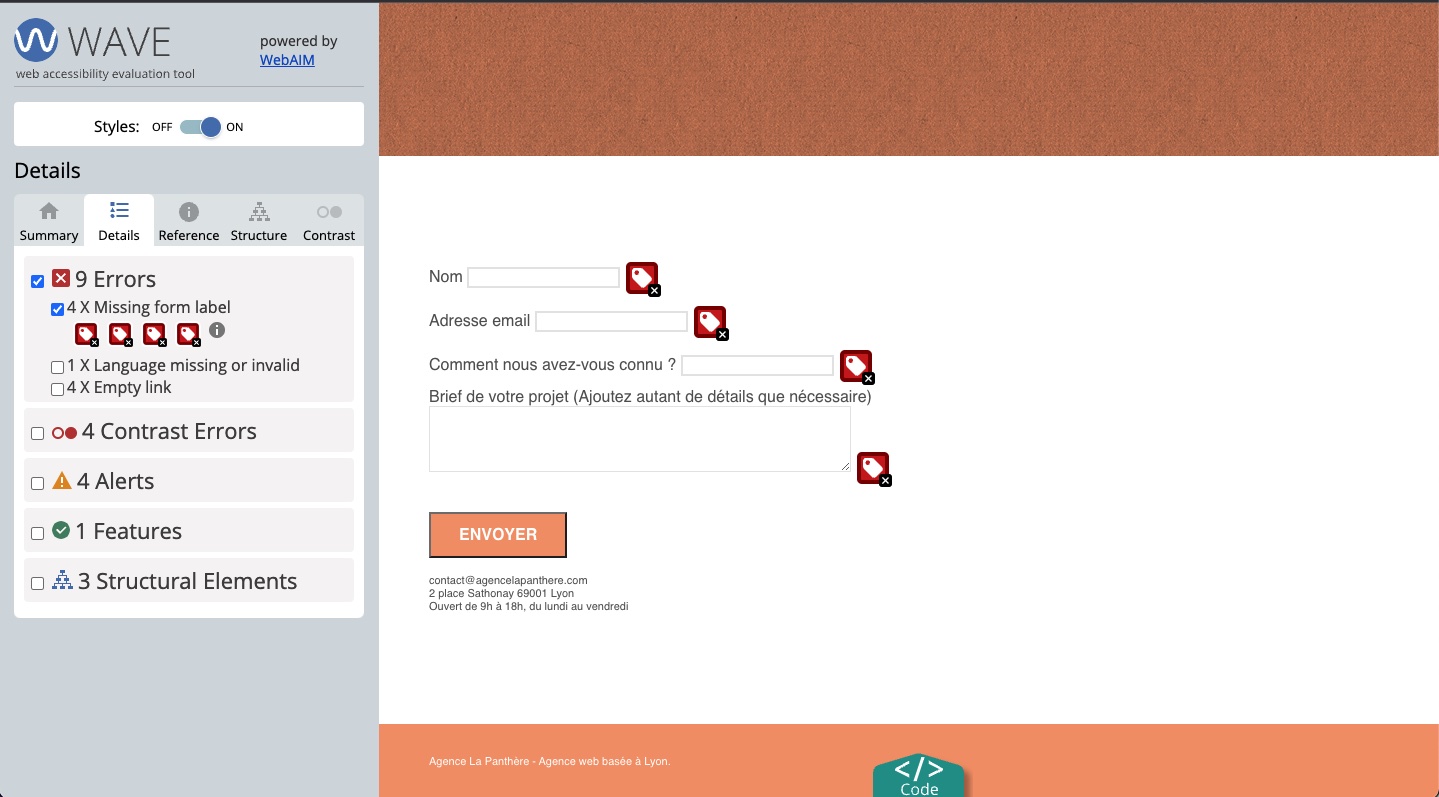 WAVE
powered by
WebAIM
web accessibility evaluation tool
Styles: OFF ON
Details
Summary Details Reference Structure Contrast
9 Errors
4 X Missing form label
1 X Language missing or invalid
4 X Empty link
4 Contrast Errors
4 Alerts
1 Features
3 Structural Elements
Nom
Adresse email
Comment nous avez-vous connu ?
Brief de votre projet (Ajoutez autant de détails que nécessaire)
ENVOYER
contact@agencelapanthere.com
2 place Sathonay 69001 Lyon
Ouvert de 9h à 18h, du lundi au vendredi
Agence La Panthère - Agence web basée à Lyon.
</>
Code